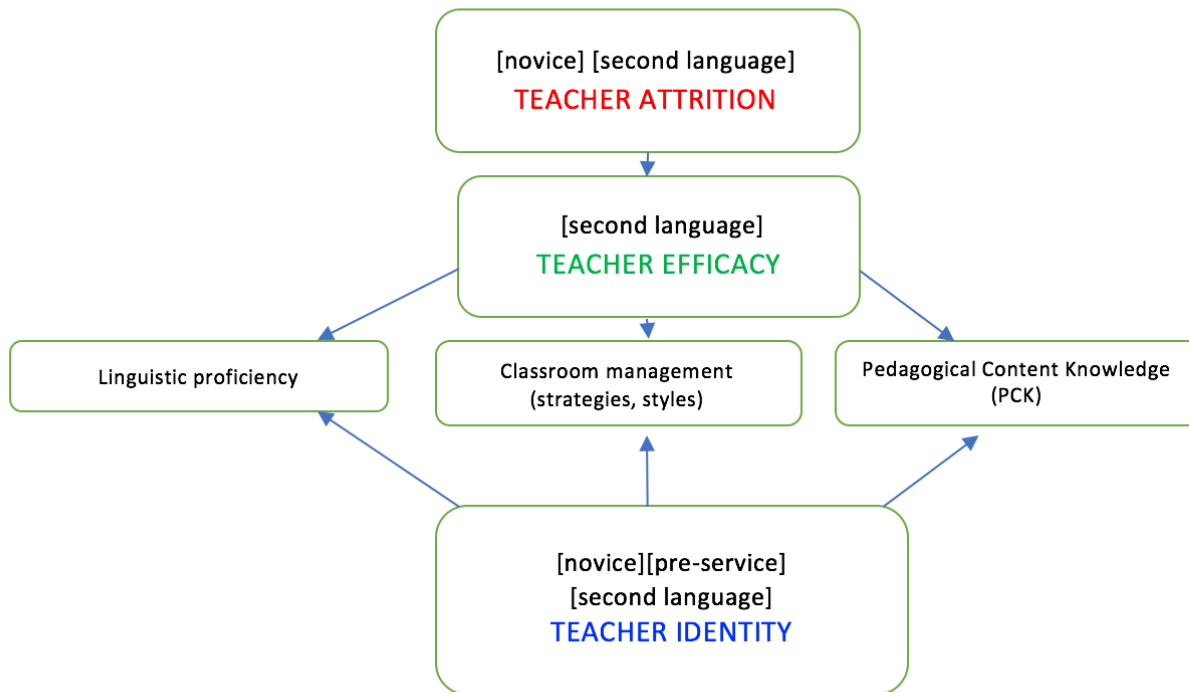 [novice] [second language]
TEACHER ATTRITION
[second language]
TEACHER EFFICACY
Linguistic proficiency
Classroom management
(strategies, styles)
Pedagogical Content Knowledge
(PCK)
[novice][pre-service]
[second language]
TEACHER IDENTITY